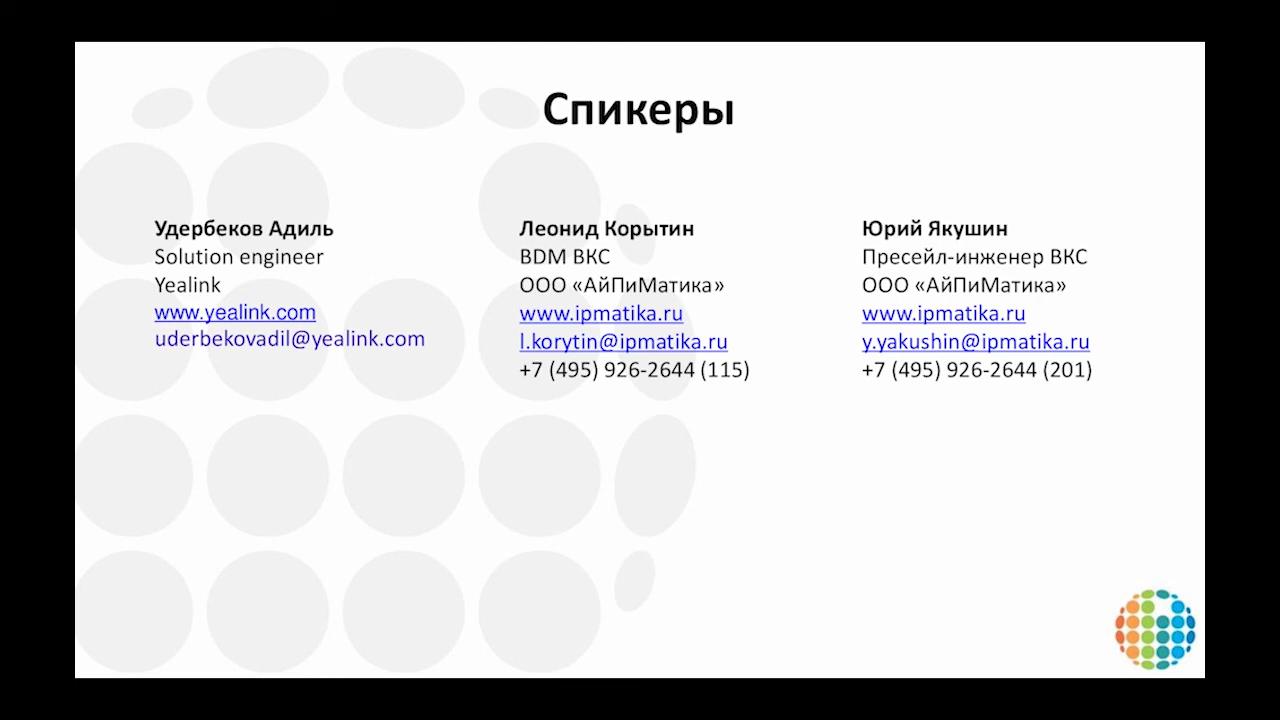 Спикеры
Удербеков Адиль
Solution engineer
Yealink
www.yealink.com
uderbekovadil@yealink.com
Леонид Корытин
BDM ВКС
ООО «АйПиМатика»
www.ipmatika.ru
l.korytin@ipmatika.ru
+7 (495) 926-2644 (115)
Юрий Якушин
Пресейл-инженер ВКС
ООО «АйПиМатика»
www.ipmatika.ru
y.yakushin@ipmatika.ru
+7 (495) 926-2644 (201)